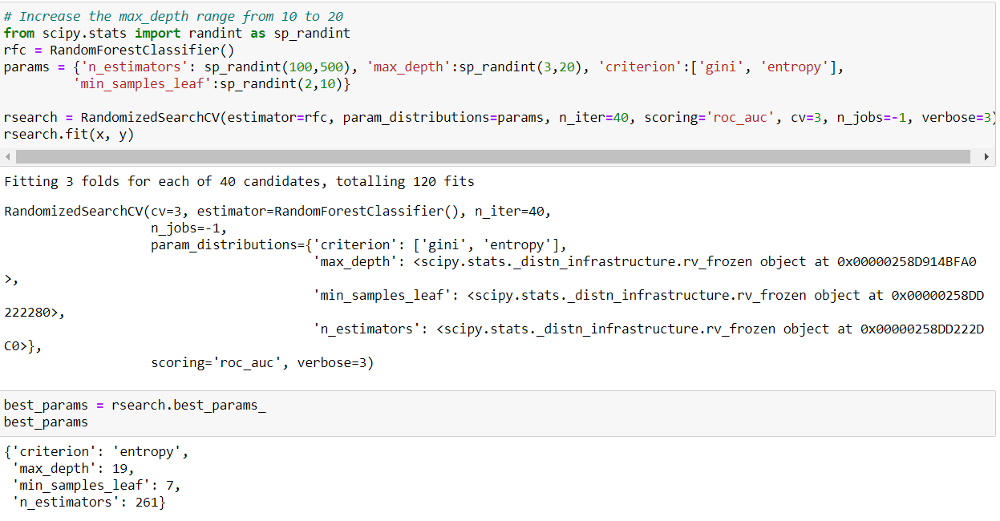 # Increase the max_depth range from 10 to 20
from scipy.stats import randint as sp_randint
rfc = RandomForestClassifier()
params = {'n_estimators': sp_randint(100,500), 'max_depth':sp_randint(3,20), 'criterion':['gini', 'entropy'],
         'min_samples_leaf':sp_randint(2,10)}
rsearch = RandomizedSearchCV(estimator=rfc, param_distributions=params, n_iter=40, scoring='roc_auc', cv=3, n_jobs=-1, verbose=3)
rsearch.fit(x, y)
Fitting 3 folds for each of 40 candidates, totalling 120 fits
RandomizedSearchCV(cv=3, estimator=RandomForestClassifier(), n_iter=40,
                   n_jobs=-1,
                   param_distributions={'criterion': ['gini', 'entropy'],
                                        'max_depth': <scipy.stats._distn_infrastructure.rv_frozen object at 0x00000258D914BFA0
>,
                                        'min_samples_leaf': <scipy.stats._distn_infrastructure.rv_frozen object at 0x00000258DD
222280>,
                                        'n_estimators': <scipy.stats._distn_infrastructure.rv_frozen object at 0x00000258DD222D
C0>},
                   scoring='roc_auc', verbose=3)
best_params = rsearch.best_params_
best_params
{'criterion': 'entropy',
 'max_depth': 19,
 'min_samples_leaf': 7,
 'n_estimators': 261}